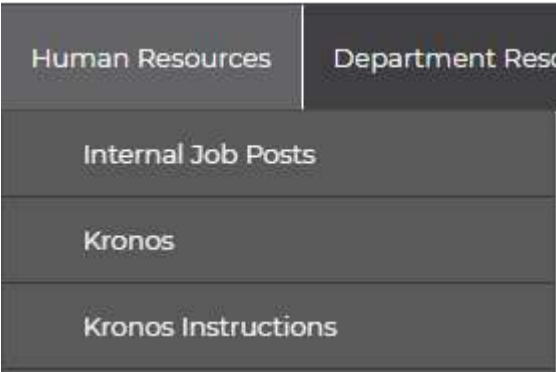 Human Resources
Department
Internal Job Posts
Kronos
Kronos Instructions